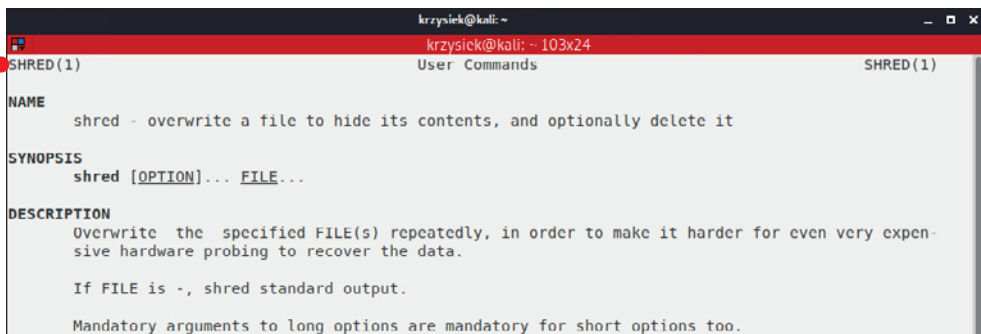 krzysiek@kali: ~
krzysiek@kali: ~ 103x24
SHRED(1) User Commands SHRED(1)
NAME
shred - overwrite a file to hide its contents, and optionally delete it
SYNOPSIS
shred [OPTION]... FILE...
DESCRIPTION
Overwrite the specified FILE(s) repeatedly, in order to make it harder for even very expen-
sive hardware probing to recover the data.
If FILE is -, shred standard output.
Mandatory arguments to long options are mandatory for short options too.